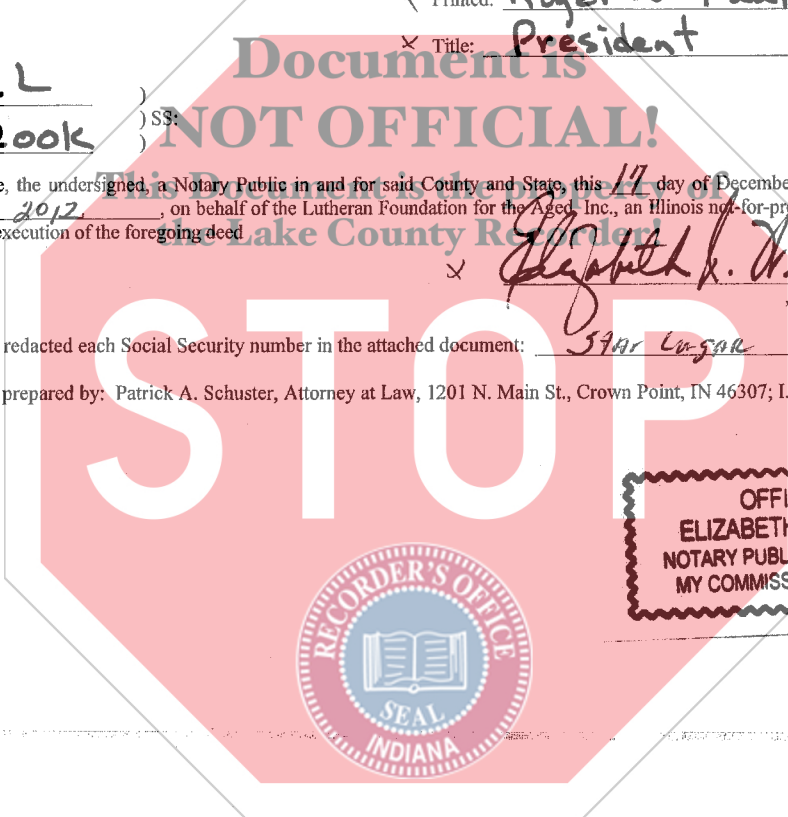 Printed: Roger
× Title: President
Document is
L )
) SS:
ook )
NOT OFFICIAL!
This Document is the property of
the Lake County Recorder!
e, the undersigned, a Notary Public in and for said County and State, this 17 day of Decembe
2012, on behalf of the Lutheran Foundation for the Aged, Inc., an Illinois not-for-pr
execution of the foregoing deed
× Elizabeth
STOP
redacted each Social Security number in the attached document:
prepared by: Patrick A. Schuster, Attorney at Law, 1201 N. Main St., Crown Point, IN 46307; I.
OFFI
ELIZABETH
NOTARY PUBL
MY COMMISS
RECORDER'S OFFICE
SEAL
INDIANA